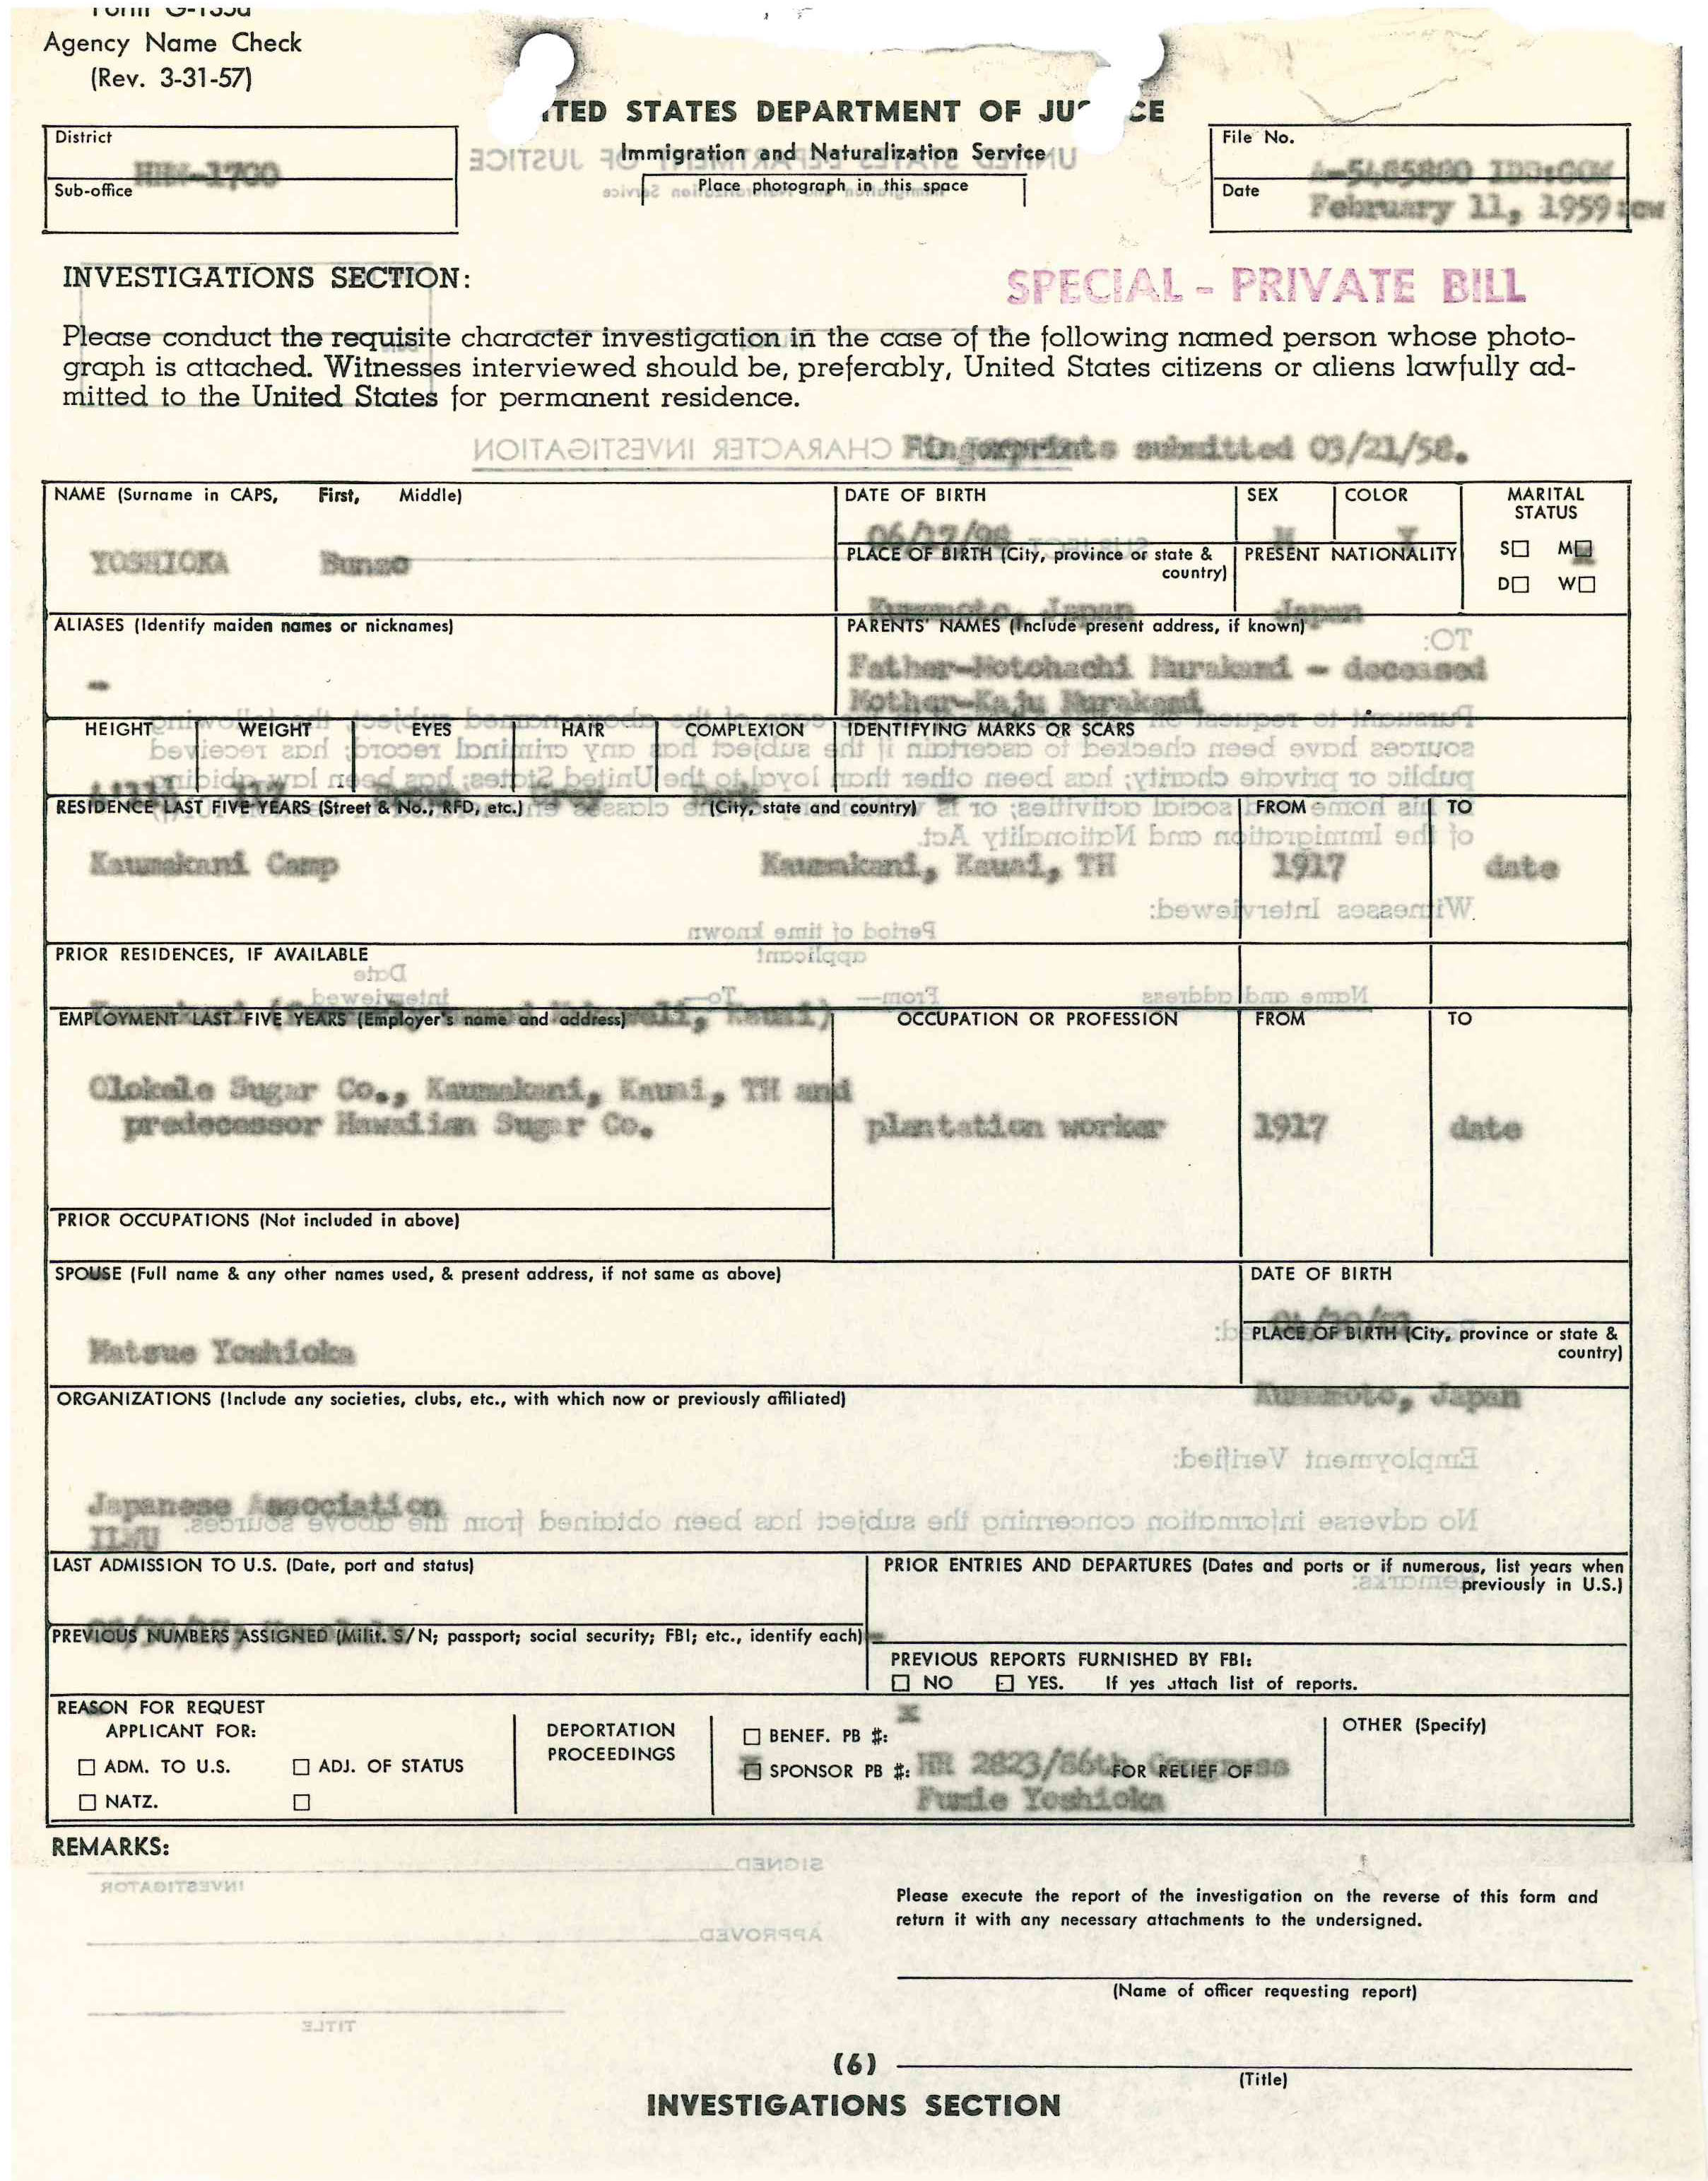 Agency Name Check
(Rev. 3-31-57)
TED STATES DEPARTMENT OF JU CE
Immigration and Naturalization Service
Place photograph in this space
District
HHW-1700
Sub-office
File No.
Date
February 11, 1959
INVESTIGATIONS SECTION:
SPECIAL - PRIVATE BILL
Please conduct the requisite character investigation in the case of the following named person whose photo-
graph is attached. Witnesses interviewed should be, preferably, United States citizens or aliens lawfully ad-
mitted to the United States for permanent residence.
Fingerprints submitted 03/21/58.
NAME (Surname in CAPS, First, Middle)
YOSHIOKA Bunzo
DATE OF BIRTH
SEX
COLOR
MARITAL
STATUS
S☐ M☐
D☐ W☐
PLACE OF BIRTH (City, province or state &
country)
Kumamoto, Japan
PRESENT NATIONALITY
Japan
ALIASES (Identify maiden names or nicknames)
-
PARENTS' NAMES (Include present address, if known)
Father-Motohachi Murakami - deceased
Mother-Kaju Murakami
HEIGHT
WEIGHT
EYES
HAIR
COMPLEXION
IDENTIFYING MARKS OR SCARS
RESIDENCE LAST FIVE YEARS (Street & No., RFD, etc.) (City, state and country) FROM TO
Kaumakani Camp Kaumakani, Kauai, TH 1917 date
PRIOR RESIDENCES, IF AVAILABLE
EMPLOYMENT LAST FIVE YEARS (Employer's name and address) OCCUPATION OR PROFESSION FROM TO
Olokele Sugar Co., Kaumakani, Kauai, TH and
predecessor Hawaiian Sugar Co. plantation worker 1917 date
PRIOR OCCUPATIONS (Not included in above)
SPOUSE (Full name & any other names used, & present address, if not same as above)
Matsue Yoshioka
DATE OF BIRTH
PLACE OF BIRTH (City, province or state &
country)
Kumamoto, Japan
ORGANIZATIONS (Include any societies, clubs, etc., with which now or previously affiliated)
Japanese Association
ILWU
LAST ADMISSION TO U.S. (Date, port and status)
PRIOR ENTRIES AND DEPARTURES (Dates and ports or if numerous, list years when
previously in U.S.)
PREVIOUS NUMBERS ASSIGNED (Milit. S/N; passport; social security; FBI; etc., identify each)
PREVIOUS REPORTS FURNISHED BY FBI:
☐ NO ☐ YES. If yes attach list of reports.
x
REASON FOR REQUEST
APPLICANT FOR:
☐ ADM. TO U.S. ☐ ADJ. OF STATUS
☐ NATZ. ☐
DEPORTATION
PROCEEDINGS
☐ BENEF. PB #:
☒ SPONSOR PB #: HR 2823/86th Congress FOR RELIEF OF
Fumie Yoshioka
OTHER (Specify)
REMARKS:
Please execute the report of the investigation on the reverse of this form and
return it with any necessary attachments to the undersigned.
(Name of officer requesting report)
(6)
(Title)
INVESTIGATIONS SECTION